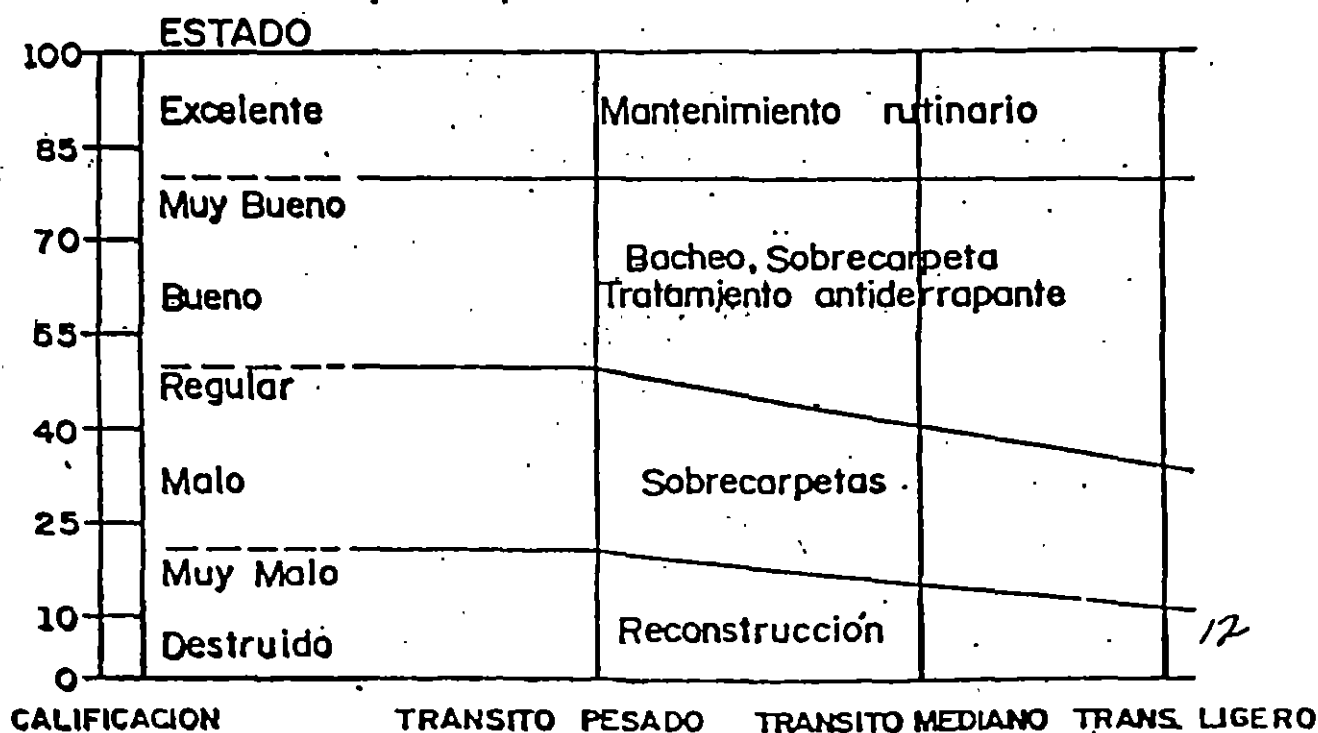 ESTADO
100
Excelente Mantenimiento rutinario
85
Muy Bueno
70
Bacheo, Sobrecarpeta
Bueno Tratamiento antiderrapante
55
Regular
40
Malo Sobrecarpetas
25
Muy Malo
10
Reconstrucción 12
Destruido
0
CALIFICACION TRANSITO PESADO TRANSITO MEDIANO TRANS. LIGERO